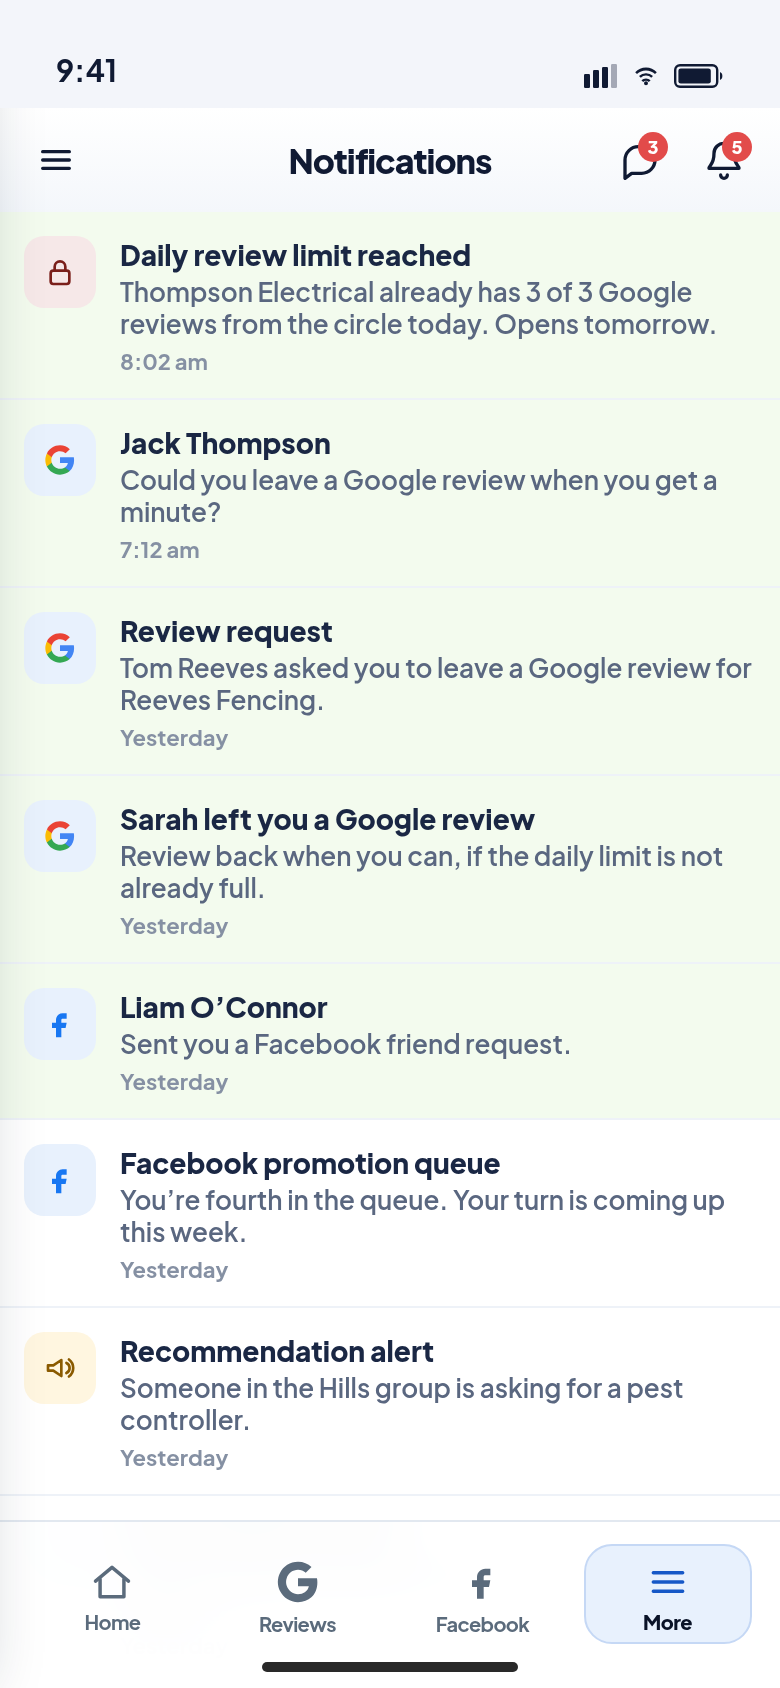 9:41
Notifications
3
5
Daily review limit reached
Thompson Electrical already has 3 of 3 Google
reviews from the circle today. Opens tomorrow.
8:02 am
Jack Thompson
Could you leave a Google review when you get a
minute?
7:12 am
Review request
Tom Reeves asked you to leave a Google review for
Reeves Fencing.
Yesterday
Sarah left you a Google review
Review back when you can, if the daily limit is not
already full.
Yesterday
Liam O’Connor
Sent you a Facebook friend request.
Yesterday
Facebook promotion queue
You’re fourth in the queue. Your turn is coming up
this week.
Yesterday
Recommendation alert
Someone in the Hills group is asking for a pest
controller.
Yesterday
Home
Reviews
Facebook
More